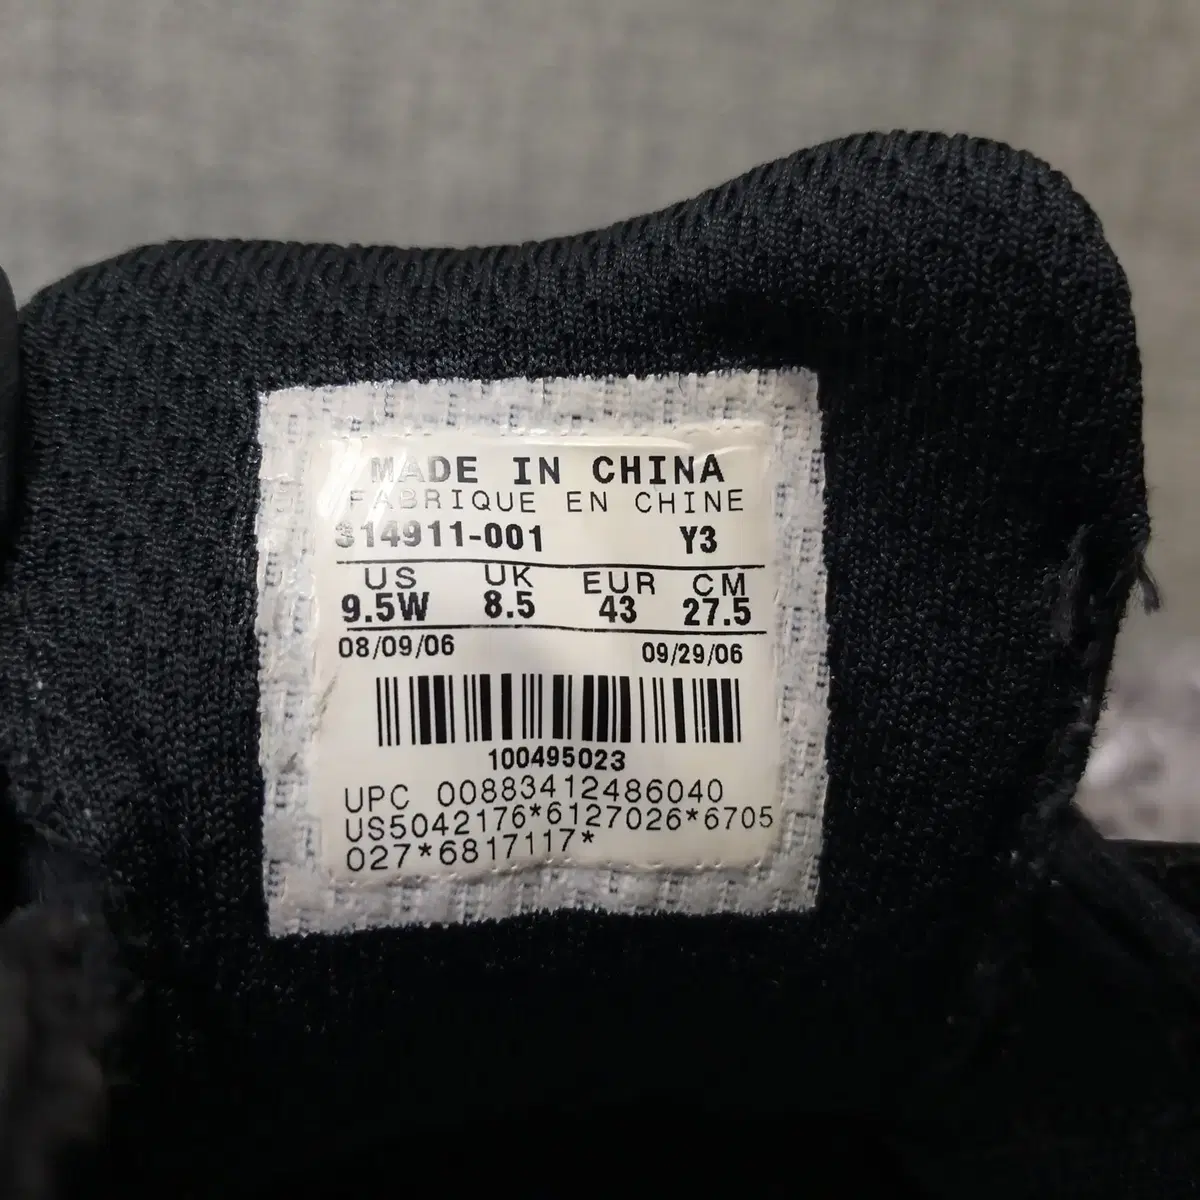 MADE IN CHINA
FABRIQUE EN CHINE
314911-001 Y3
US UK EUR CM
9.5W 8.5 43 27.5
08/09/06 09/29/06
100495023
UPC 00883412486040
US5042176*6127026*6705
027*6817117*